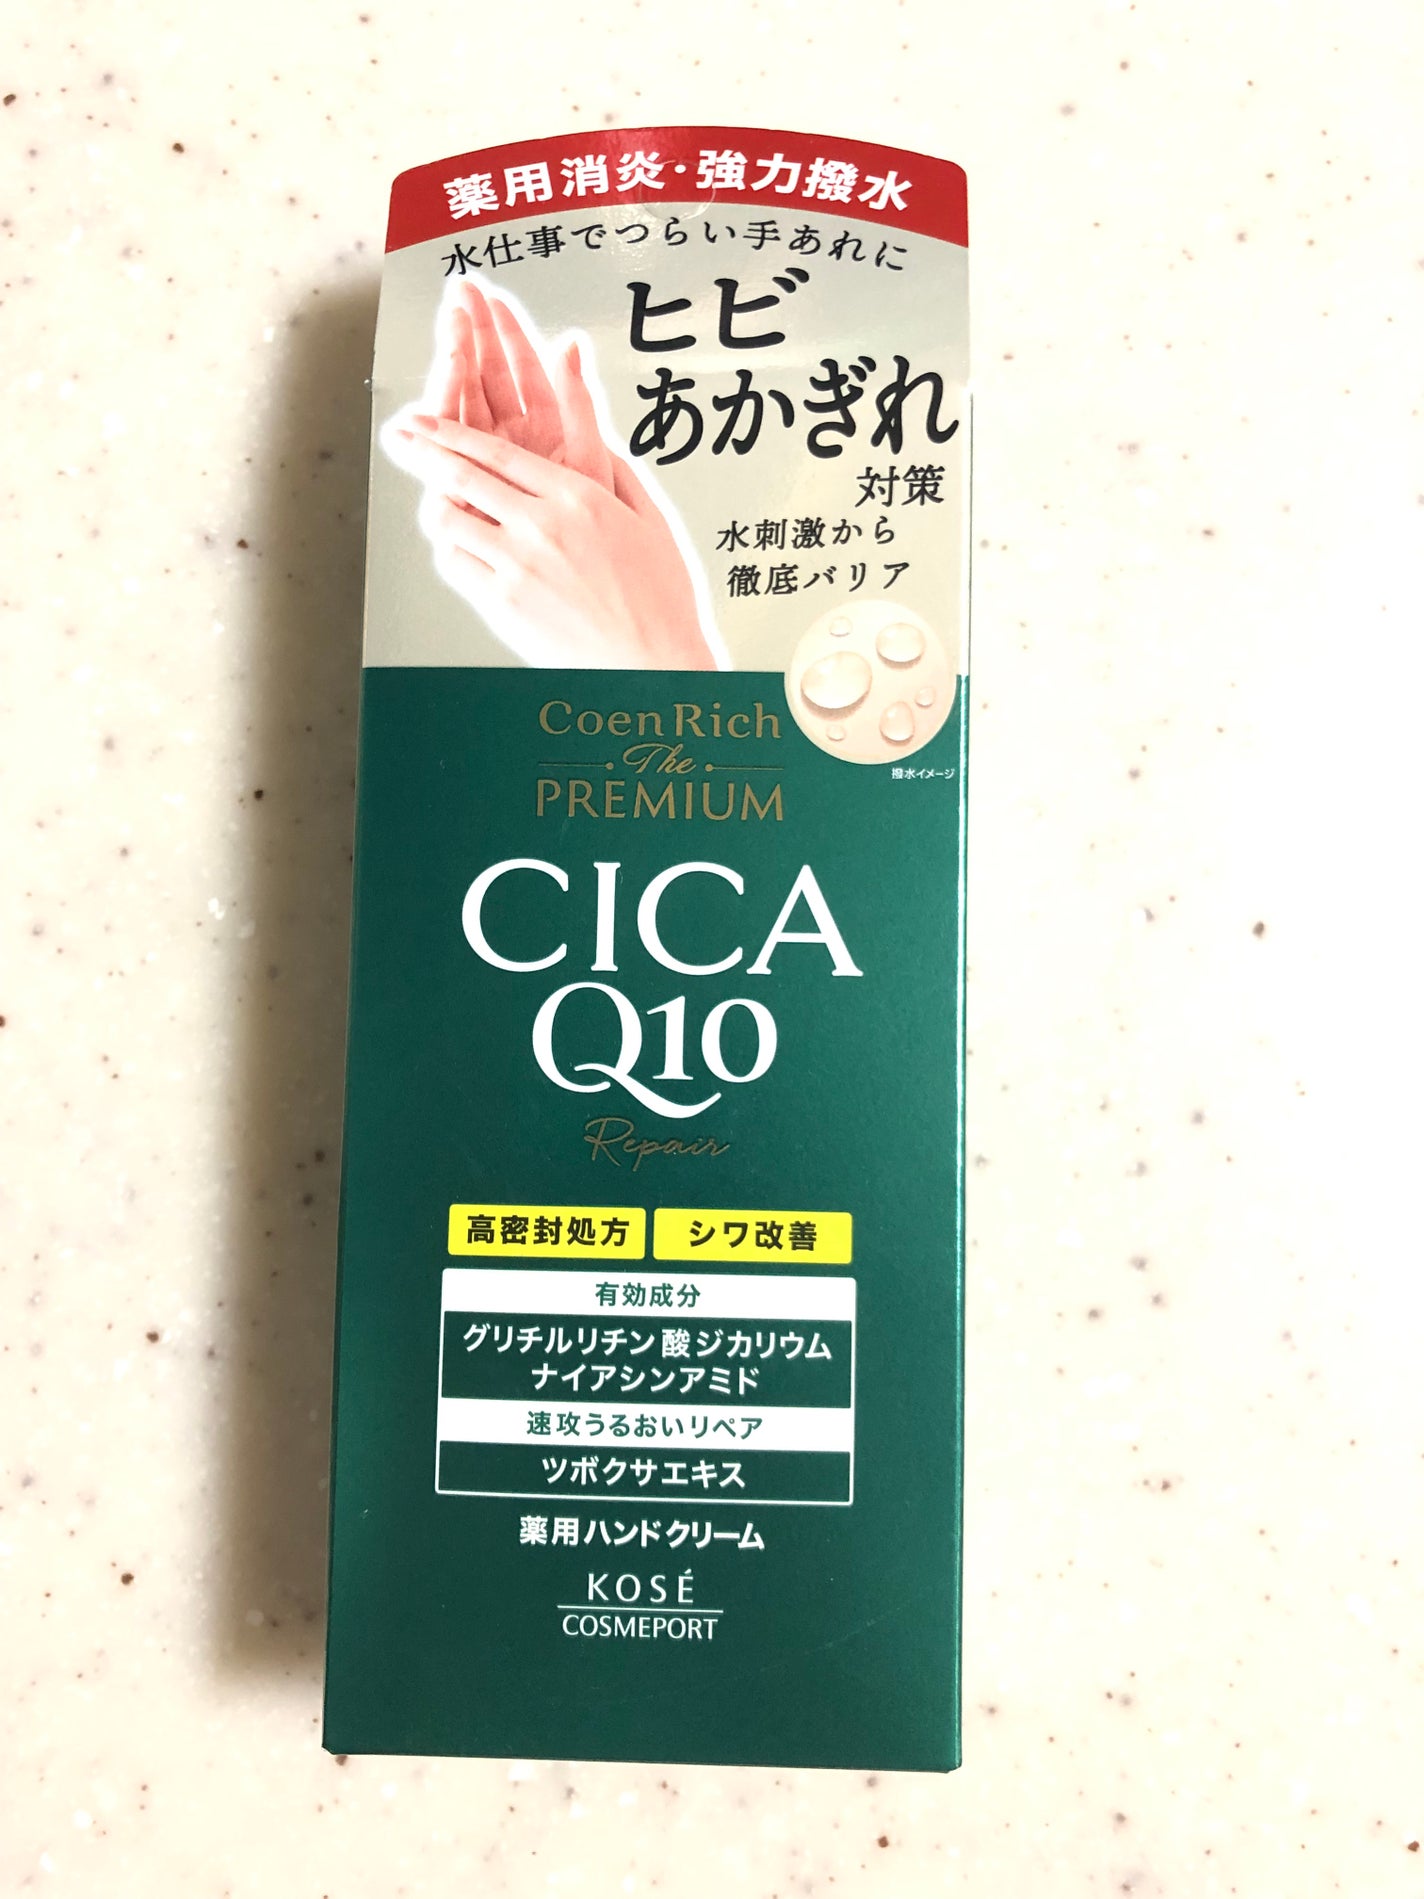 薬用消炎・強力撥水
水仕事でつらい手あれに
ヒビ
あかぎれ
対策
水刺激から
徹底バリア
撥水イメージ
Coen Rich
The
PREMIUM
CICA
Q10
Repair
高密封処方 シワ改善
有効成分
グリチルリチン酸ジカリウム
ナイアシンアミド
速攻うるおいリペア
ツボクサエキス
薬用ハンドクリーム
KOSÉ
COSMEPORT